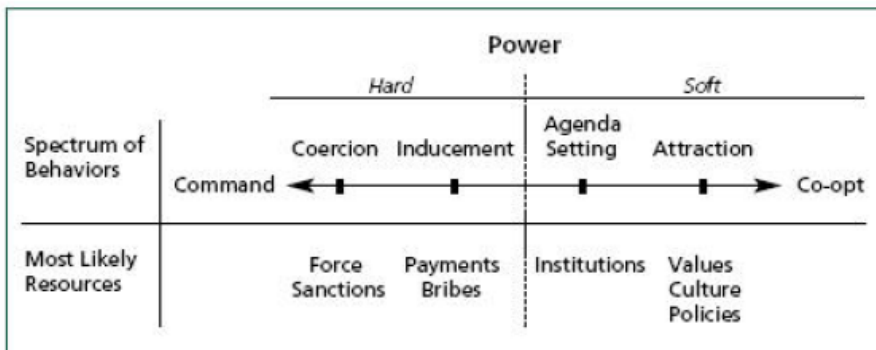 Power
Hard Soft
Spectrum of
Behaviors
Coercion Inducement Agenda
Setting Attraction
Command Co-opt
Most Likely
Resources
Force
Sanctions
Payments
Bribes
Institutions
Values
Culture
Policies